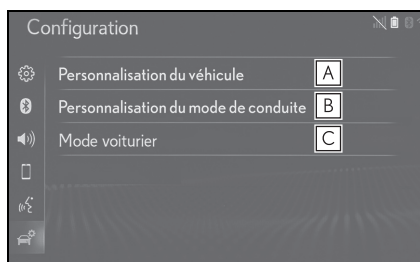 Configuration
Personnalisation du véhicule A
Personnalisation du mode de conduite B
Mode voiturier C